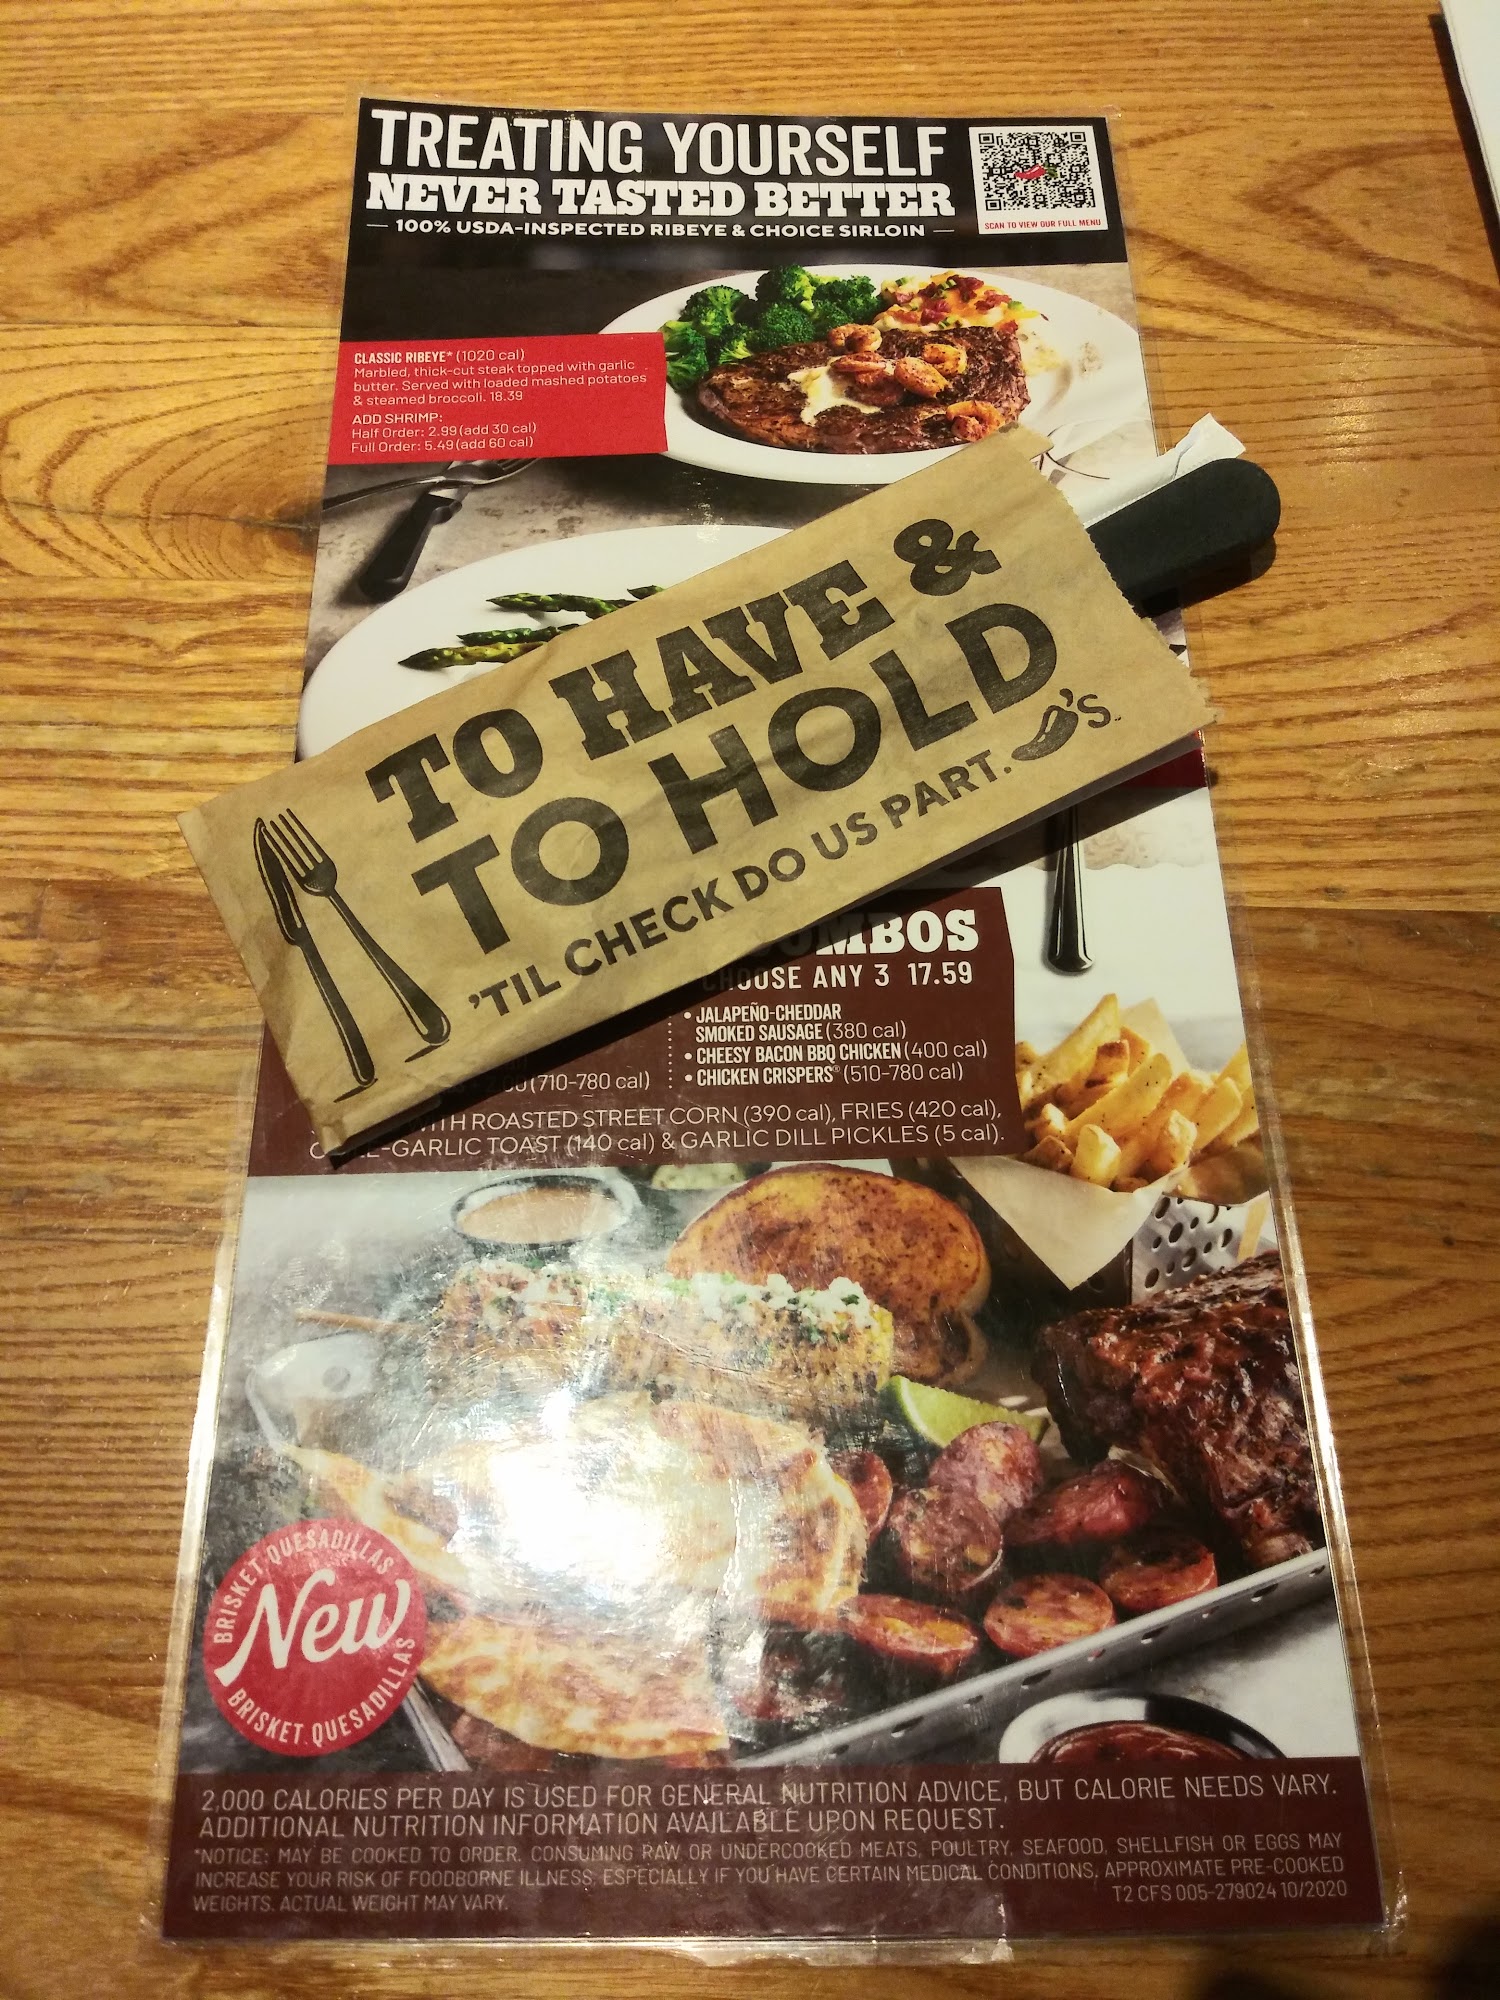 TREATING YOURSELF
NEVER TASTED BETTER
100% USDA-INSPECTED RIBEYE & CHOICE SIRLOIN
SCAN TO VIEW OUR FULL MENU
CLASSIC RIBEYE* (1020 cal)
Marbled, thick-cut steak topped with garlic
butter. Served with loaded mashed potatoes
& steamed broccoli. 18.39
ADD SHRIMP:
Half Order: 2.99 (add 30 cal)
Full Order: 5.49 (add 60 cal)
TO HAVE &
TO HOLD
'TIL CHECK DO US PART.
's
CHOOSE ANY 3 17.59
• JALAPEÑO-CHEDDAR
SMOKED SAUSAGE (380 cal)
• CHEESY BACON BBQ CHICKEN (400 cal)
• CHICKEN CRISPERS® (510-780 cal)
(710-780 cal)
WITH ROASTED STREET CORN (390 cal), FRIES (420 cal),
TOAST (140 cal) & GARLIC DILL PICKLES (5 cal).
BRISKET QUESADILLAS
New
BRISKET QUESADILLAS
2,000 CALORIES PER DAY IS USED FOR GENERAL NUTRITION ADVICE, BUT CALORIE NEEDS VARY.
ADDITIONAL NUTRITION INFORMATION AVAILABLE UPON REQUEST.
*NOTICE: MAY BE COOKED TO ORDER. CONSUMING RAW OR UNDERCOOKED MEATS, POULTRY, SEAFOOD, SHELLFISH OR EGGS MAY
INCREASE YOUR RISK OF FOODBORNE ILLNESS, ESPECIALLY IF YOU HAVE CERTAIN MEDICAL CONDITIONS. APPROXIMATE PRE-COOKED
WEIGHTS. ACTUAL WEIGHT MAY VARY.
T2 CFS 005-279024 10/2020